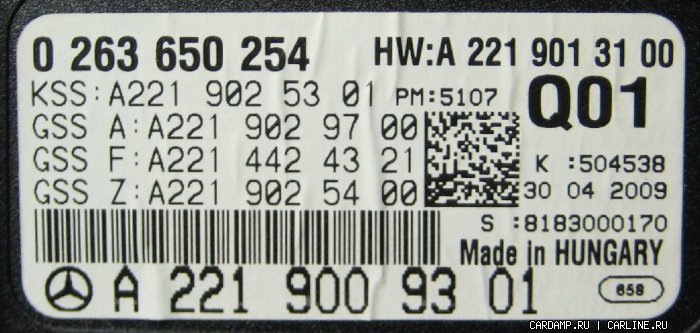 0 263 650 254 HW:A 221 901 31 00
KSS:A221 902 53 01 PM:5107 Q01
GSS A:A221 902 97 00
GSS F:A221 442 43 21 K :504538
GSS Z:A221 902 54 00 30 04 2009
S :8183000170
Made in HUNGARY
A 221 900 93 01 658
CARDAMP.RU | CARLINE.RU